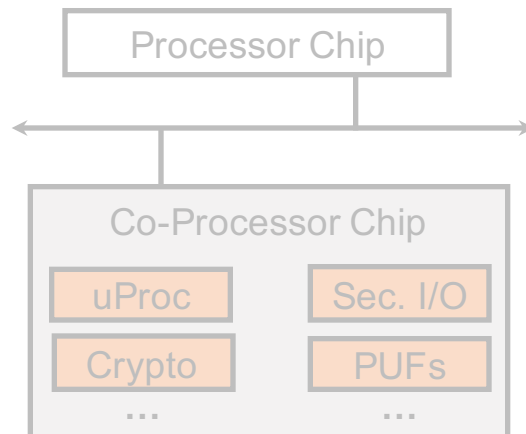 Processor Chip
Co-Processor Chip
uProc Sec. I/O
Crypto PUFs
... ...